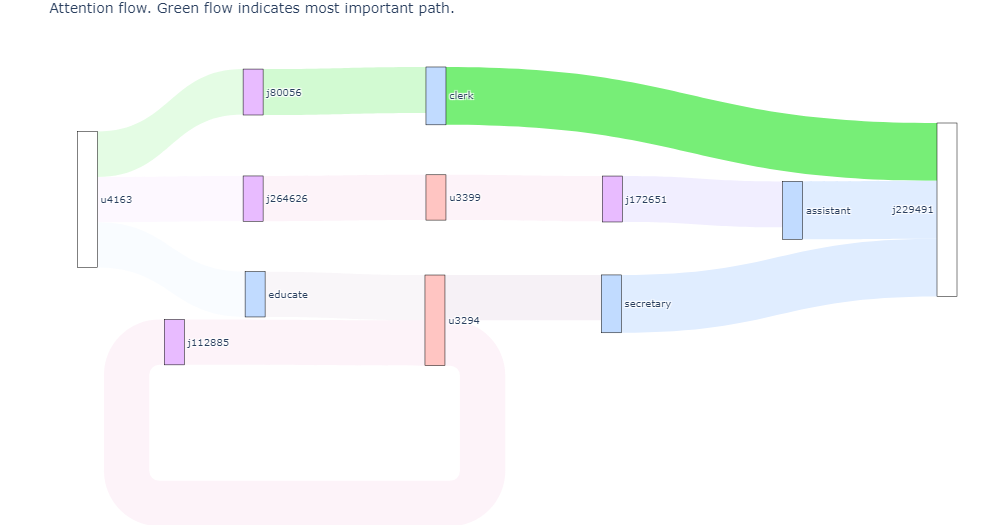 Attention flow. Green flow indicates most important path.
j80056
clerk
u4163
j264626
u3399
j172651
assistant
j229491
educate
secretary
u3294
j112885